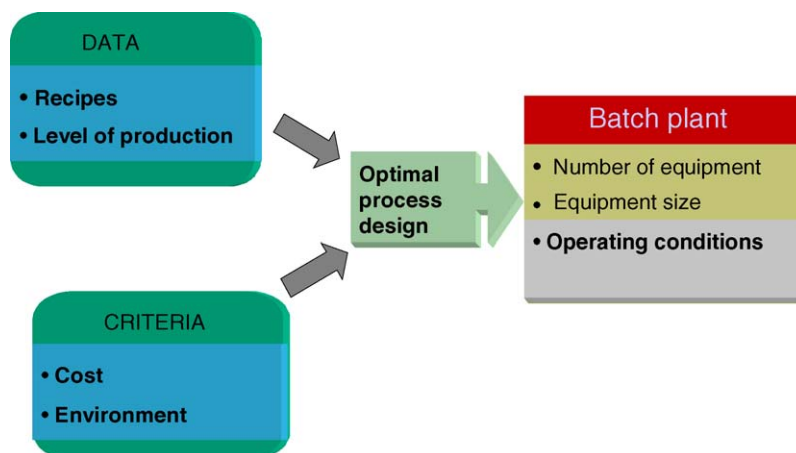 DATA
• Recipes
• Level of production
CRITERIA
• Cost
• Environment
Optimal
process
design
Batch plant
• Number of equipment
• Equipment size
• Operating conditions